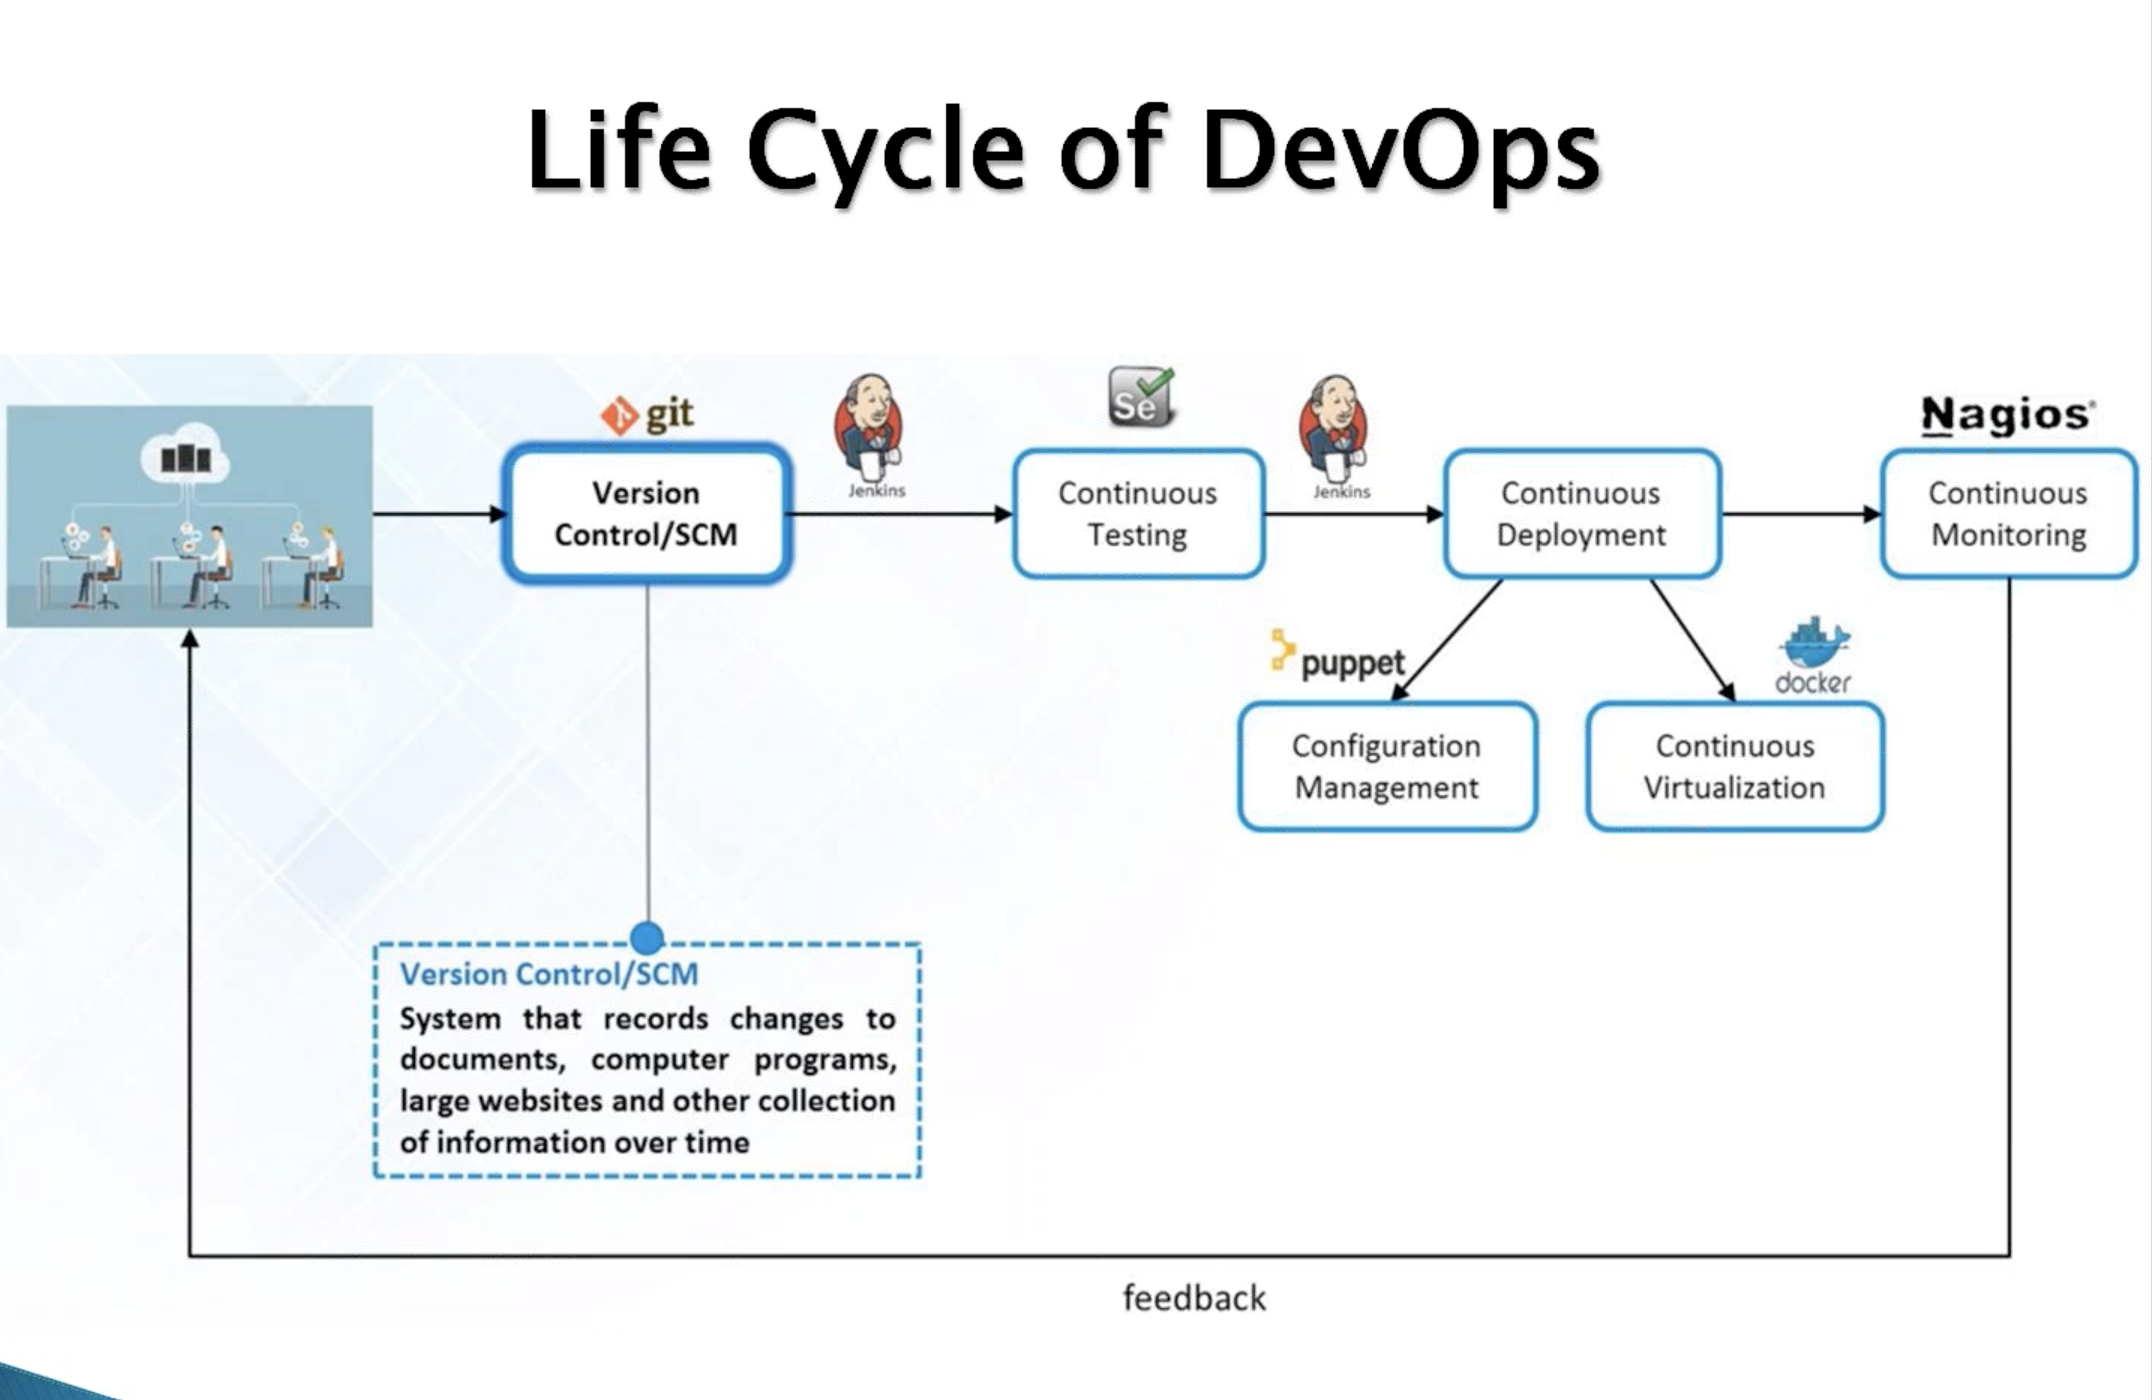 Life Cycle of DevOps
git
Version
Control/SCM
Jenkins
Se
Continuous
Testing
Jenkins
Continuous
Deployment
Nagios®
Continuous
Monitoring
puppet
Configuration
Management
docker
Continuous
Virtualization
Version Control/SCM
System that records changes to
documents, computer programs,
large websites and other collection
of information over time
feedback